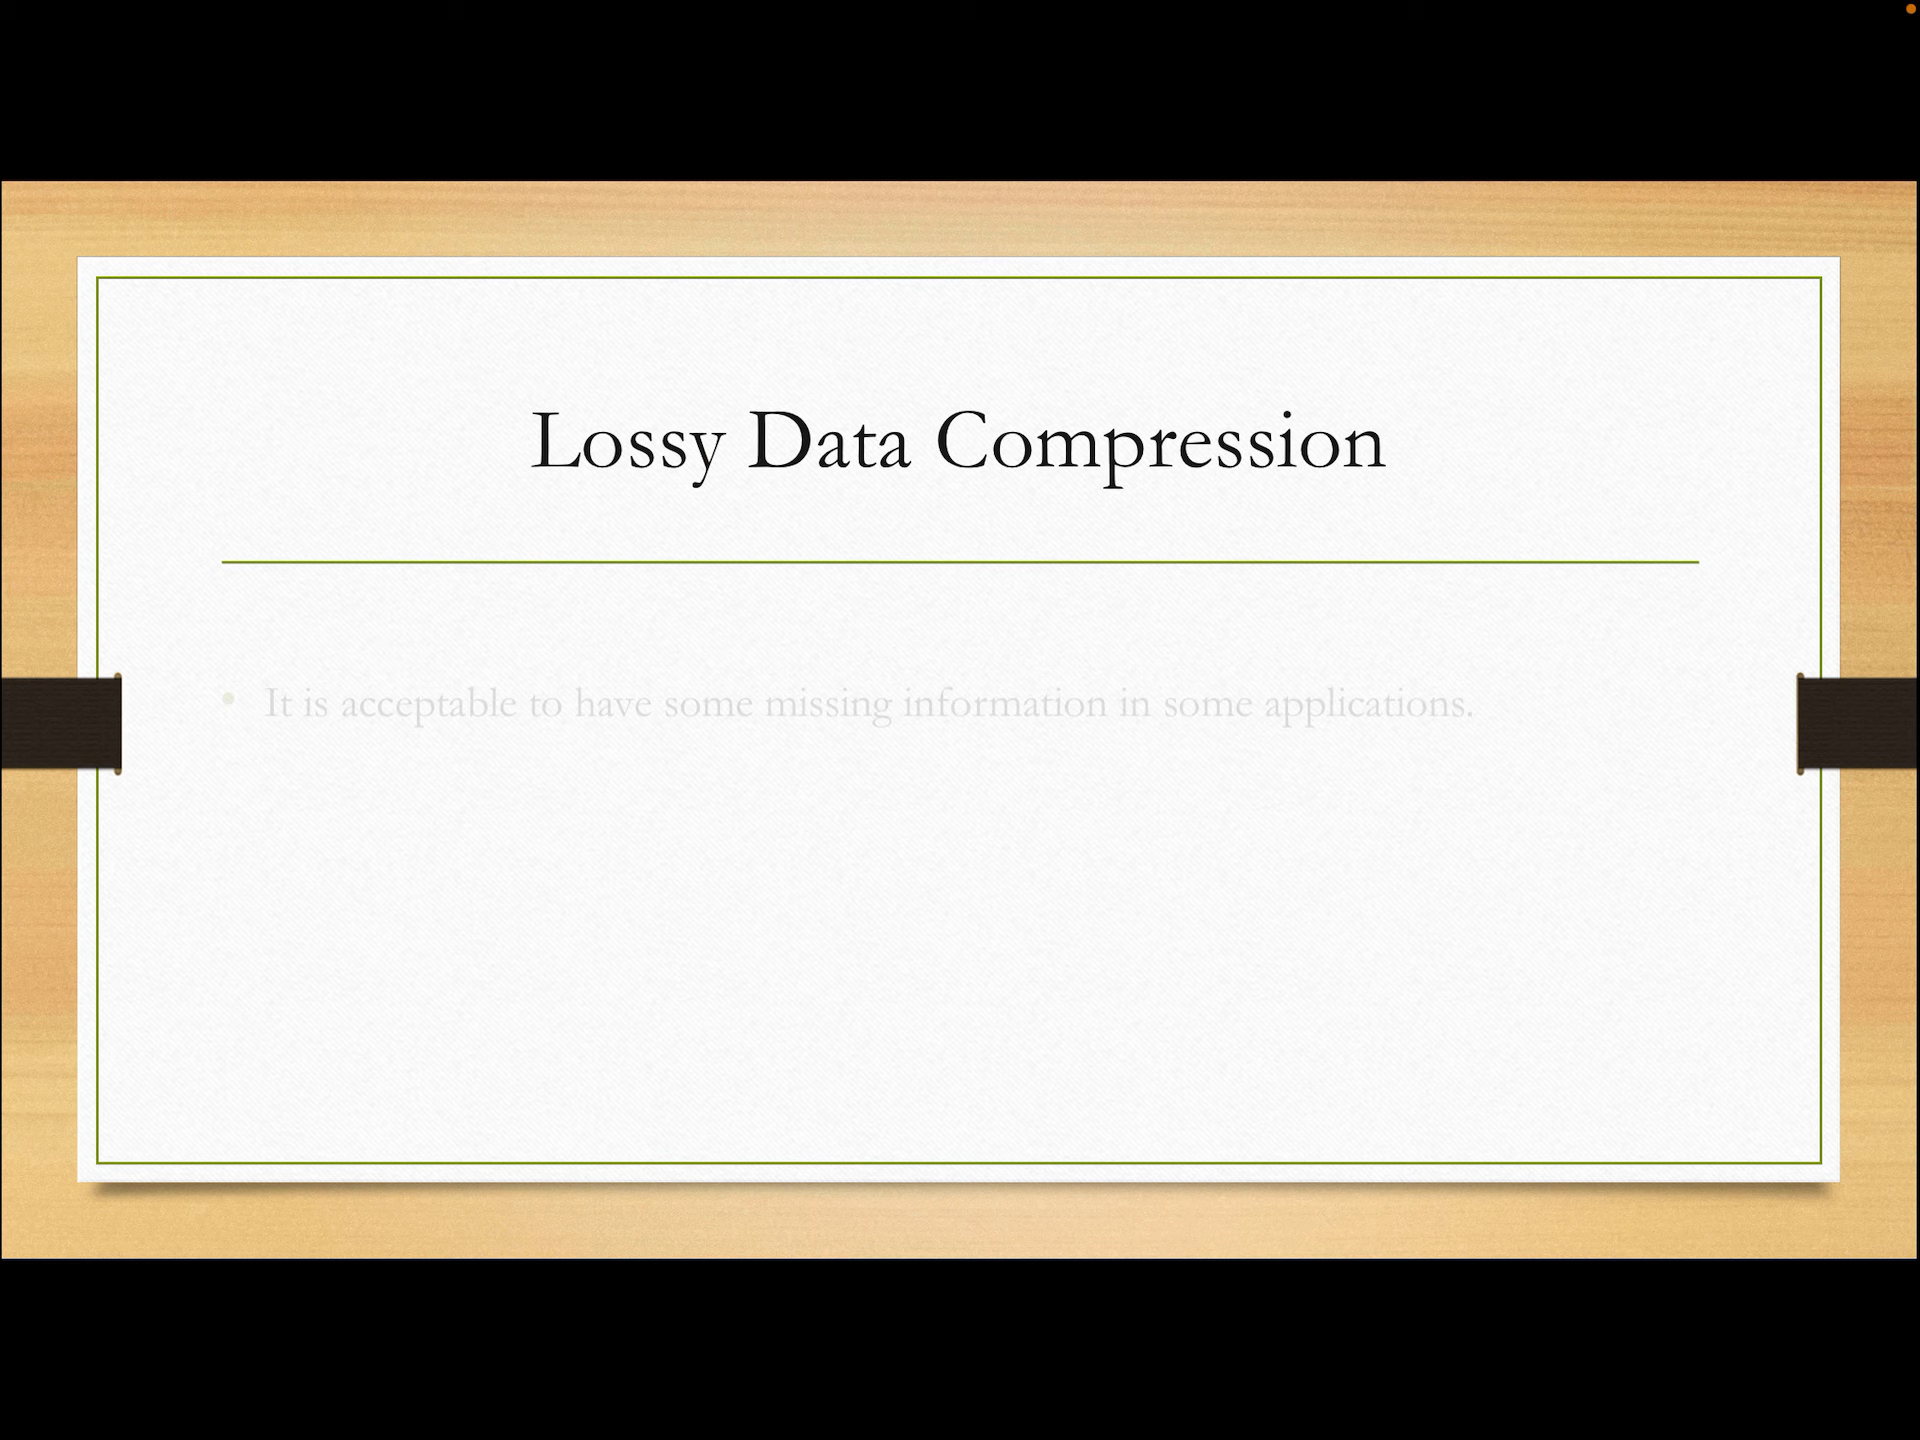 Lossy Data Compression
• It is acceptable to have some missing information in some applications.